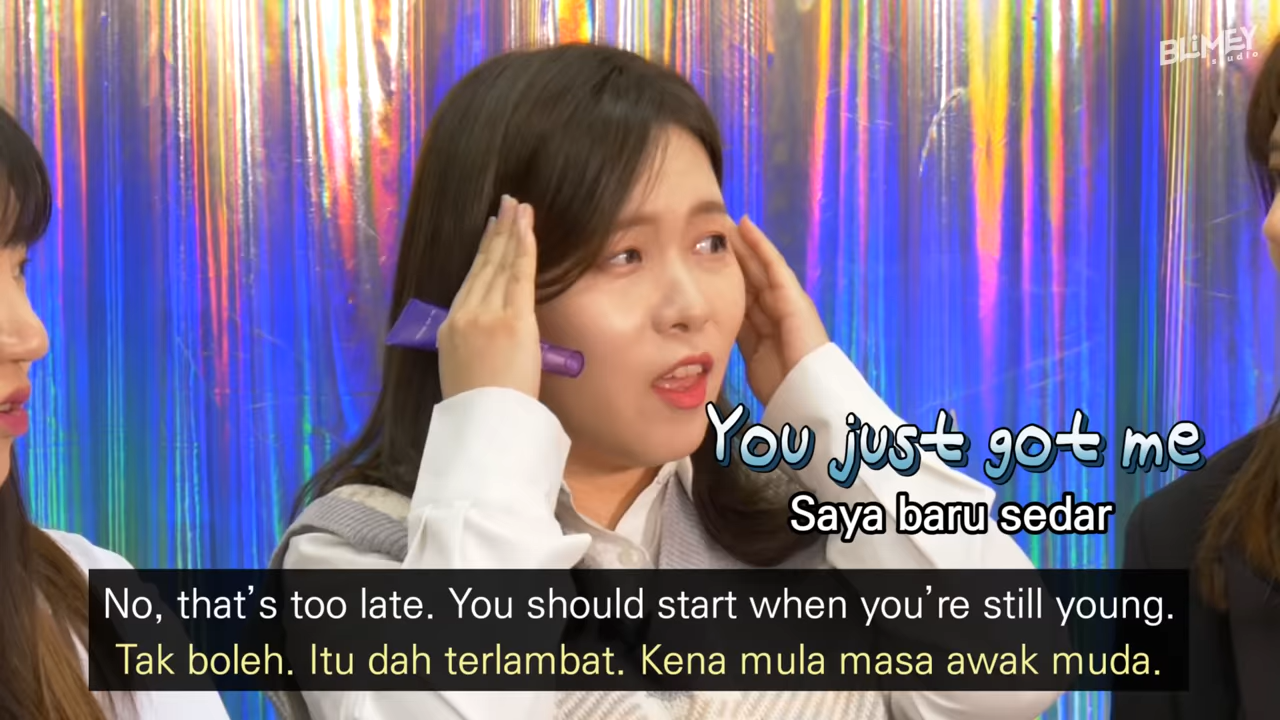 BLiMEY
studio
You just got me
Saya baru sedar
No, that's too late. You should start when you're still young.
Tak boleh. Itu dah terlambat. Kena mula masa awak muda.